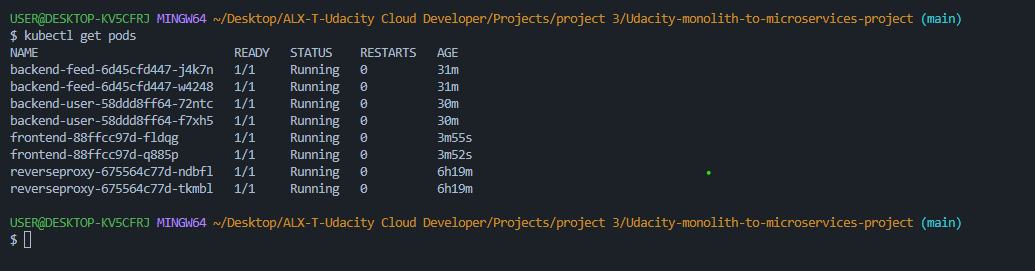 USER@DESKTOP-KV5CFRJ MINGW64 ~/Desktop/ALX-T-Udacity Cloud Developer/Projects/project 3/Udacity-monolith-to-microservices-project (main)
$ kubectl get pods
NAME READY STATUS RESTARTS AGE
backend-feed-6d45cfd447-j4k7n 1/1 Running 0 31m
backend-feed-6d45cfd447-w4248 1/1 Running 0 31m
backend-user-58ddd8ff64-72ntc 1/1 Running 0 30m
backend-user-58ddd8ff64-f7xh5 1/1 Running 0 30m
frontend-88ffcc97d-fldqg 1/1 Running 0 3m55s
frontend-88ffcc97d-q885p 1/1 Running 0 3m52s
reverseproxy-675564c77d-ndbfl 1/1 Running 0 6h19m
reverseproxy-675564c77d-tkmbl 1/1 Running 0 6h19m
USER@DESKTOP-KV5CFRJ MINGW64 ~/Desktop/ALX-T-Udacity Cloud Developer/Projects/project 3/Udacity-monolith-to-microservices-project (main)
$